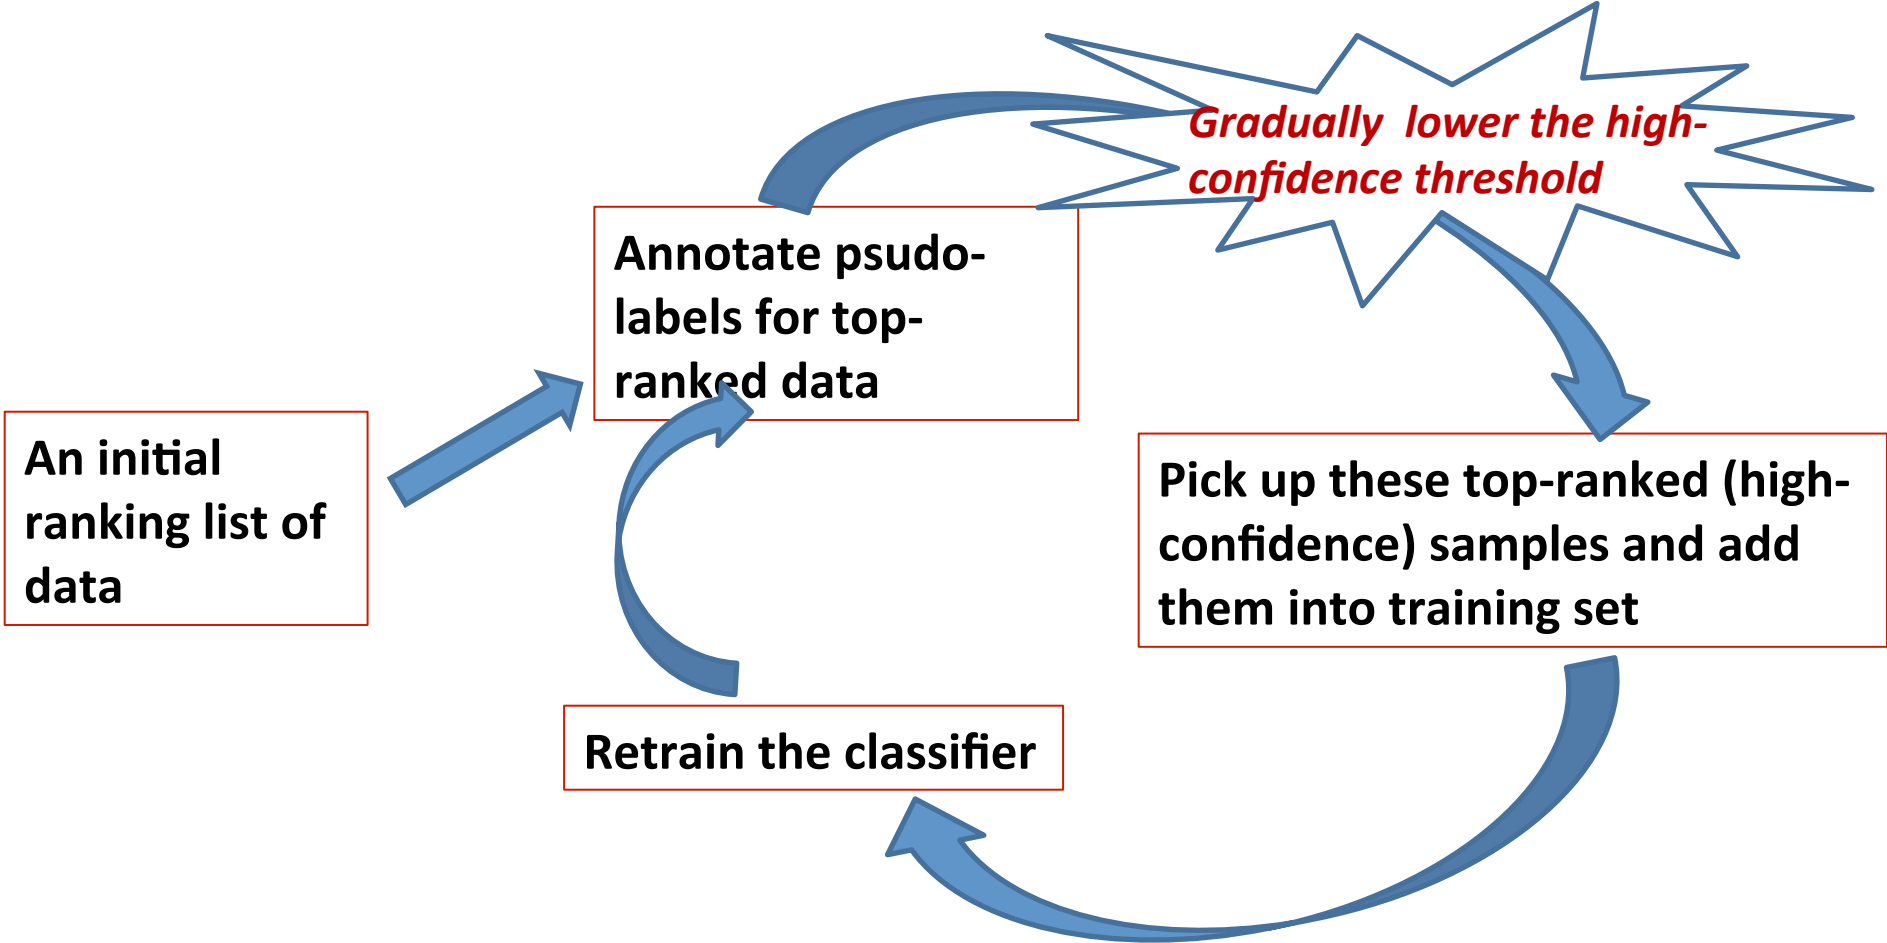 Gradually  lower the high-
confidence threshold
Annotate psudo-
labels for top-
ranked data
An initial
ranking list of
data
Pick up these top-ranked (high-
confidence) samples and add
them into training set
Retrain the classifier